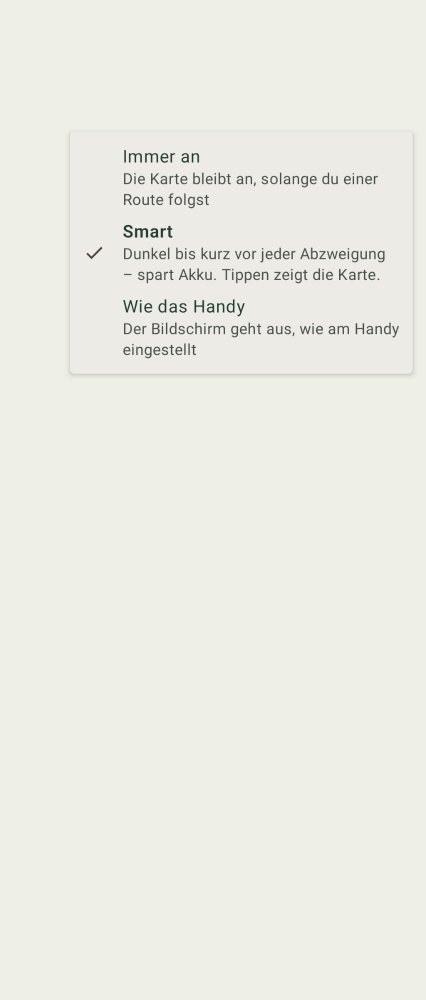 Immer an
Die Karte bleibt an, solange du einer
Route folgst
Smart
Dunkel bis kurz vor jeder Abzweigung
– spart Akku. Tippen zeigt die Karte.
Wie das Handy
Der Bildschirm geht aus, wie am Handy
eingestellt